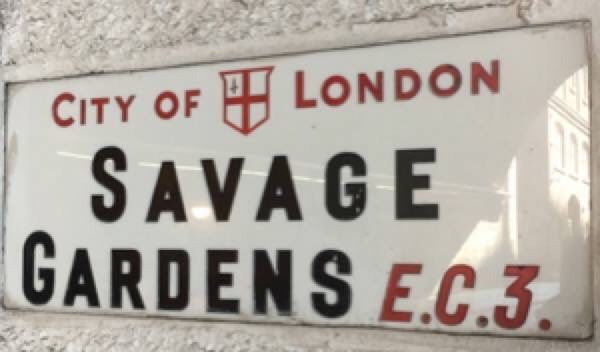 CITY OF LONDON
SAVAGE
GARDENS E.C.3.